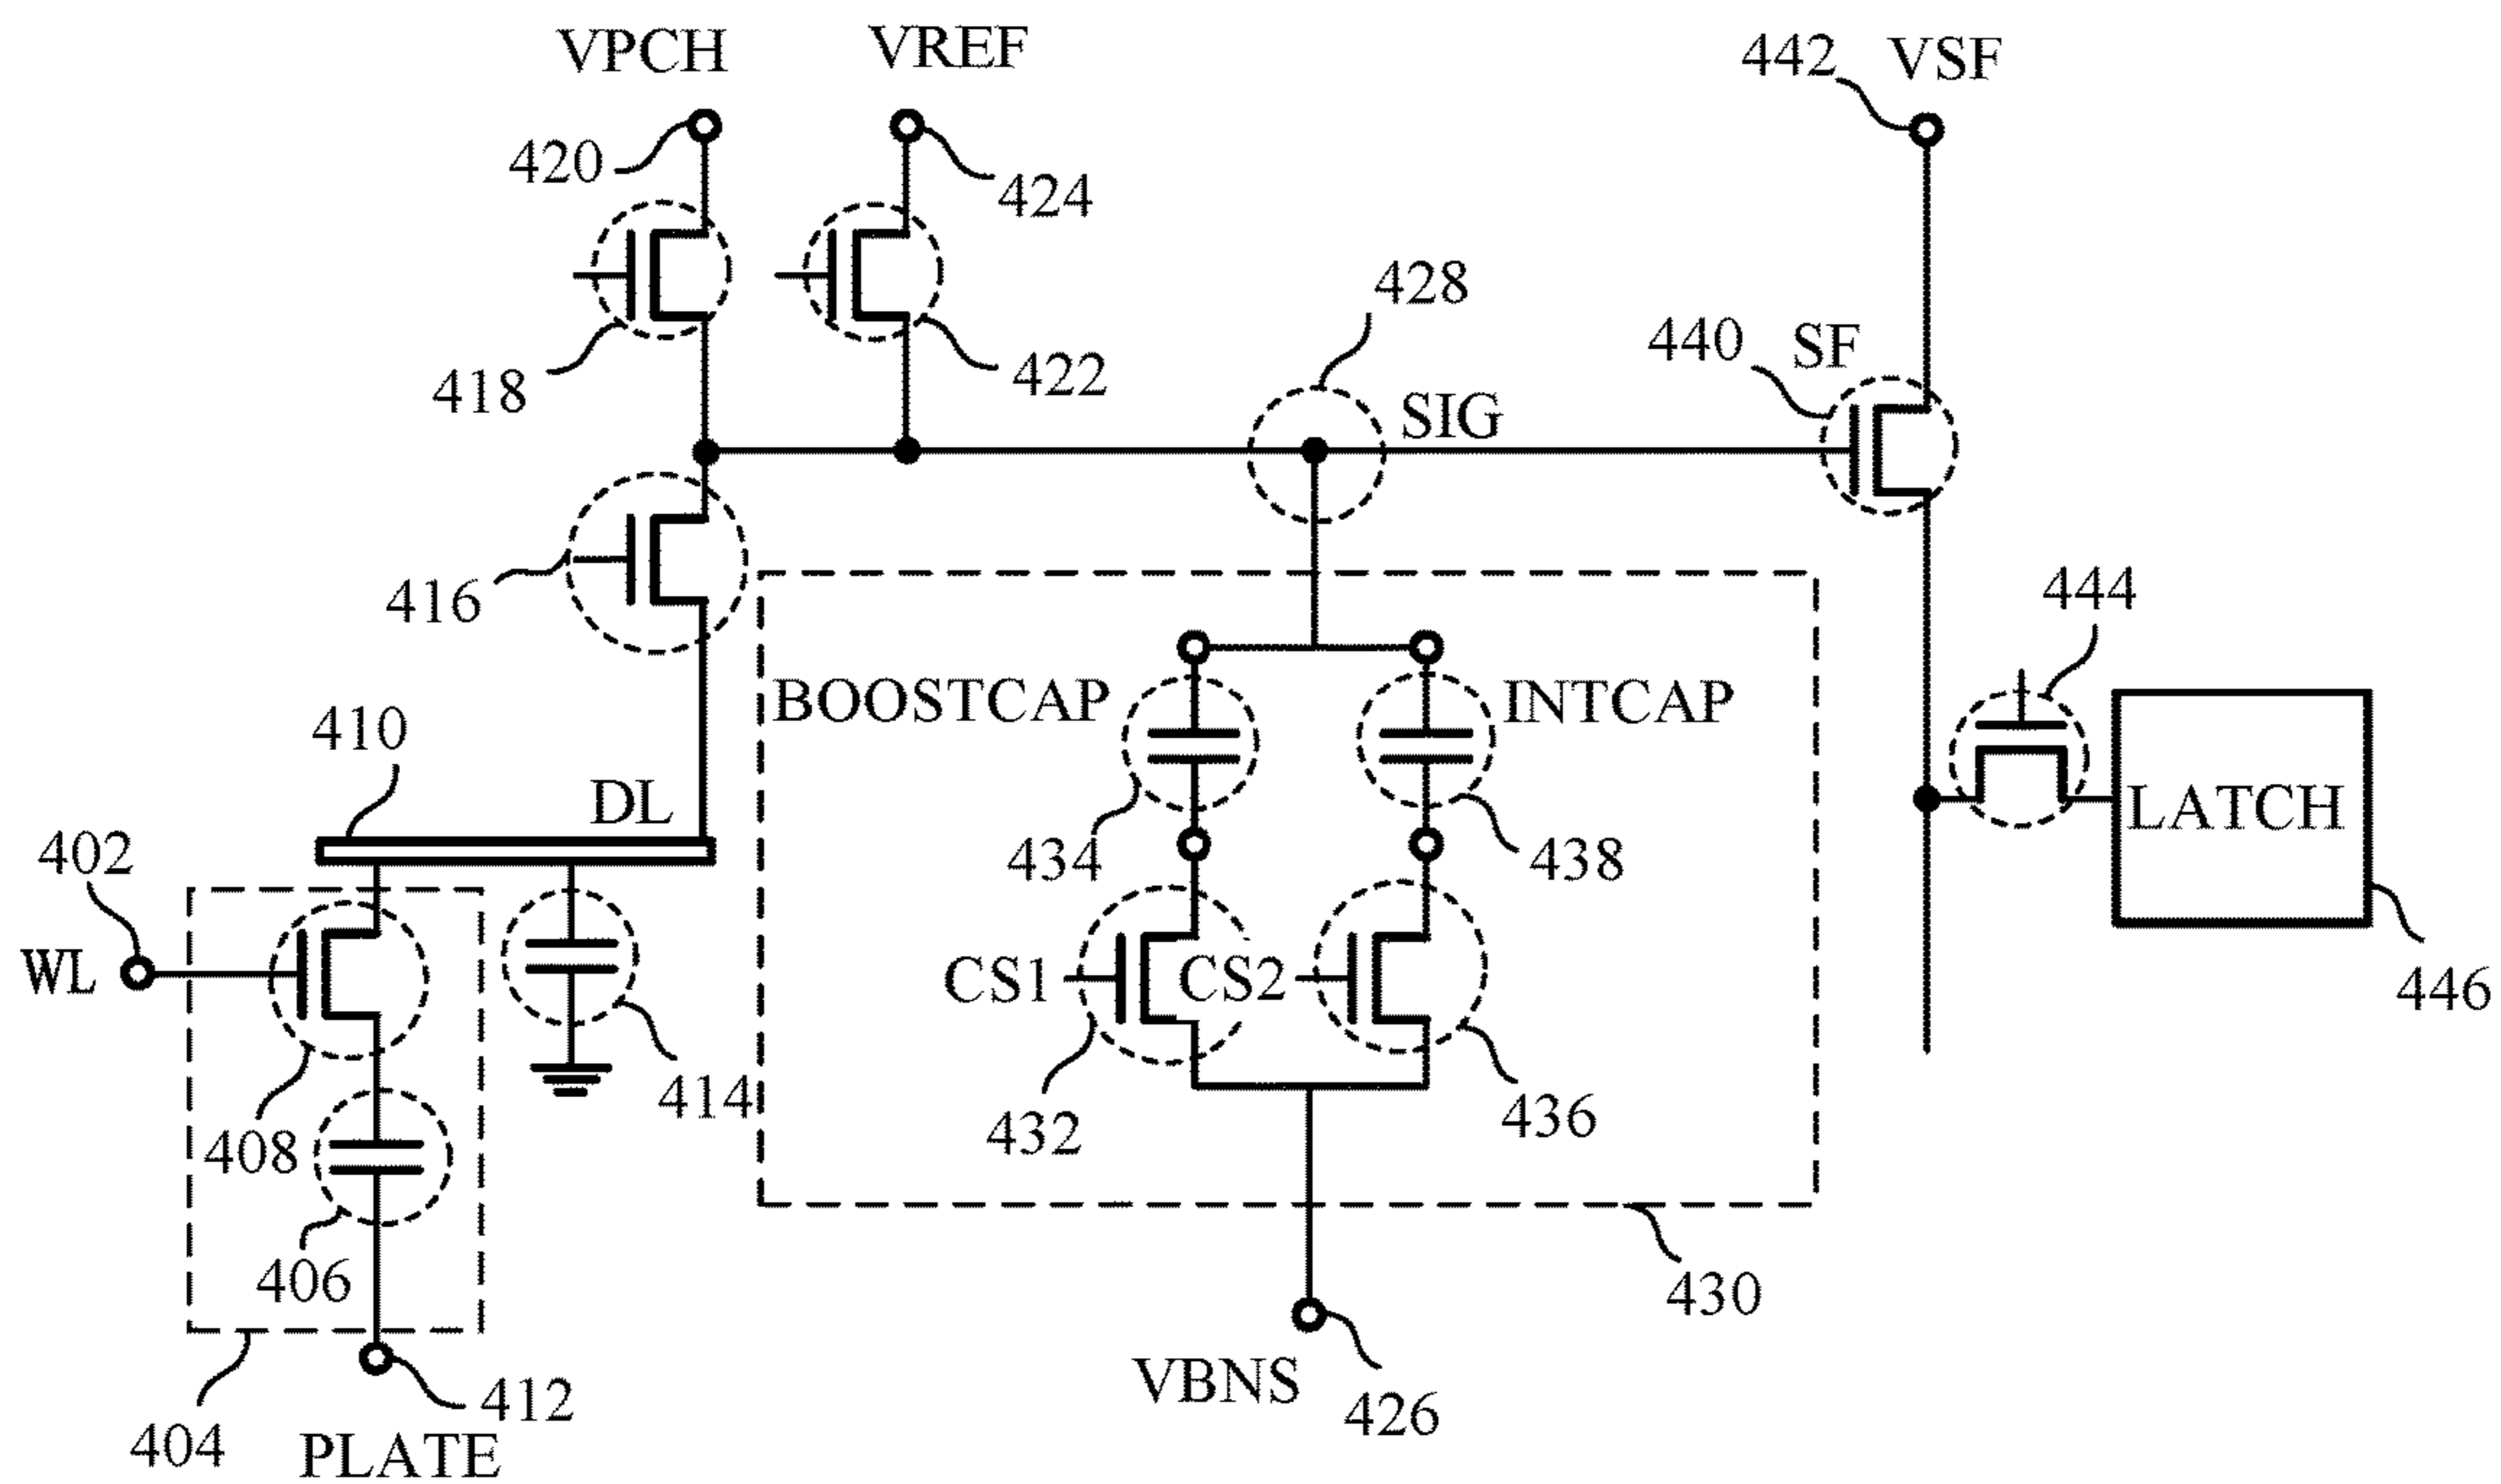 VPCH
VREF
442
VSF
420
424
428
440
SF
418
422
SIG
416
444
410
BOOSTCAP
INTCAP
DL
LATCH
402
434
438
WL
CS1
CS2
446
414
432
436
408
406
430
412
VBNS
426
404
PLATE